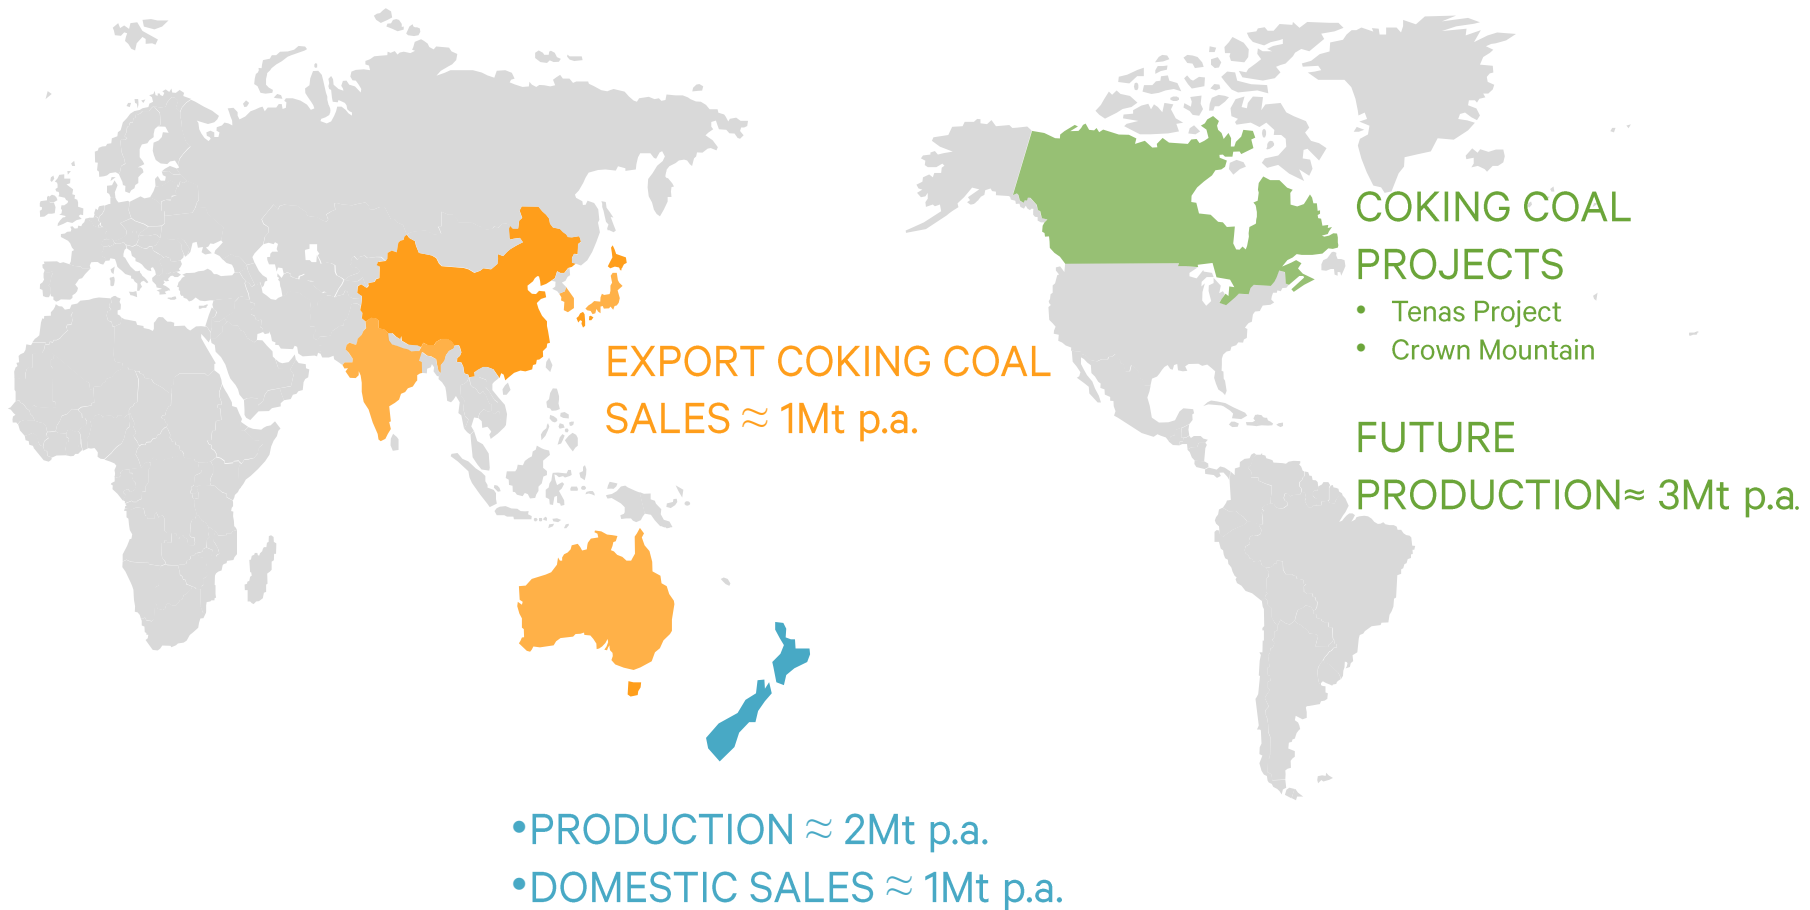 COKING COAL
PROJECTS
• Tenas Project
• Crown Mountain
EXPORT COKING COAL
SALES ≈ 1Mt p.a.
FUTURE
PRODUCTION≈ 3Mt p.a.
•PRODUCTION ≈ 2Mt p.a.
•DOMESTIC SALES ≈ 1Mt p.a.